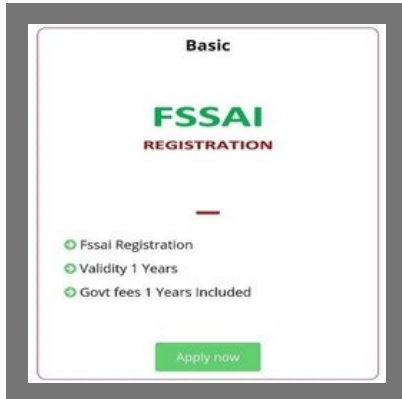 Basic
FSSAI
REGISTRATION
Fssai Registration
Validity 1 Years
Govt fees 1 Years Included
Apply now